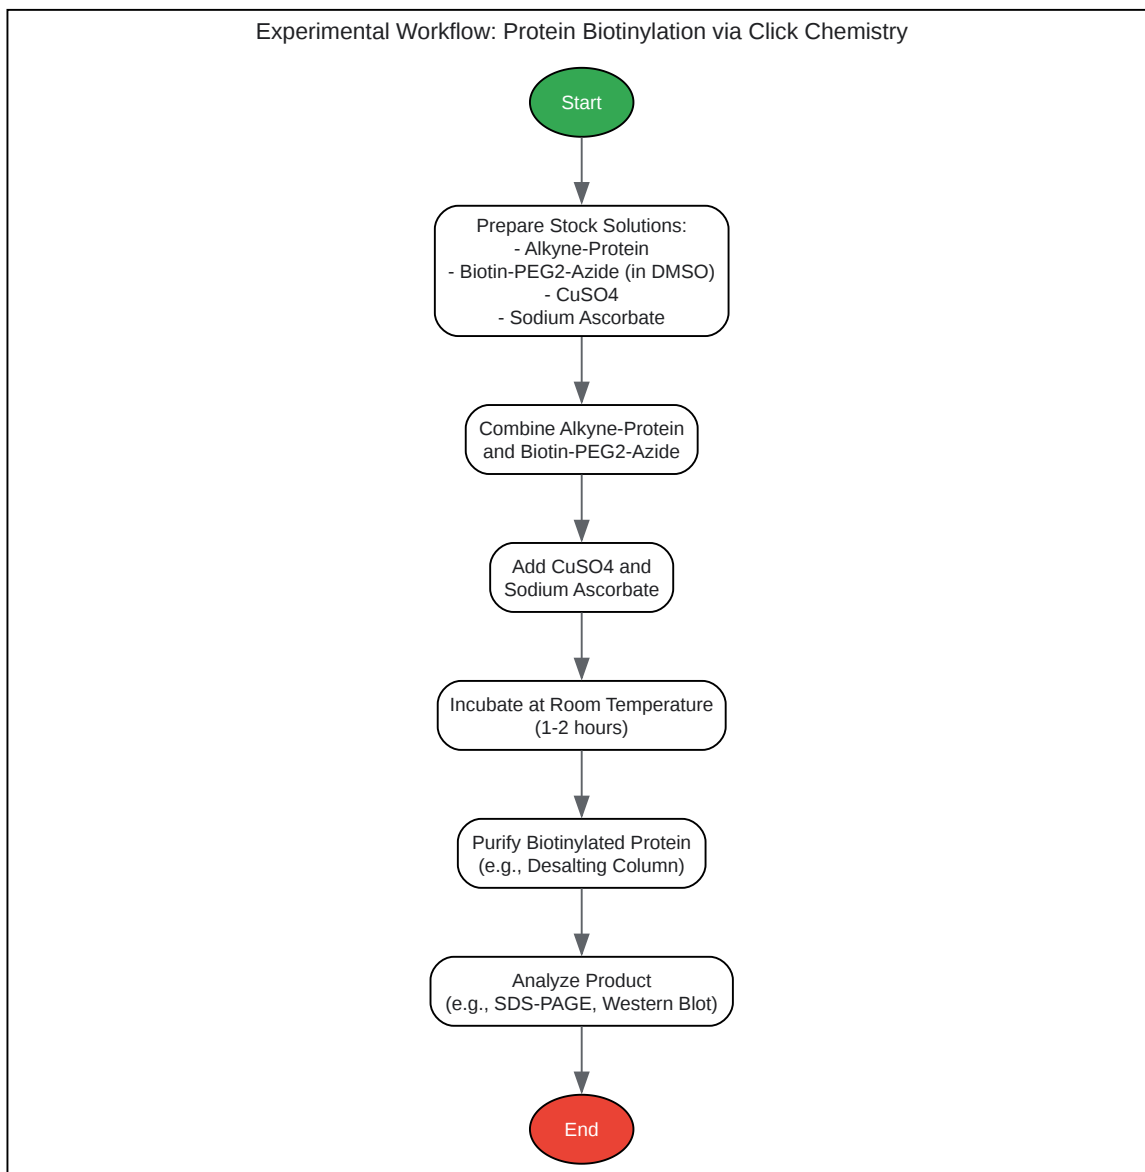 Experimental Workflow: Protein Biotinylation via Click Chemistry
Start
Prepare Stock Solutions:
- Alkyne-Protein
- Biotin-PEG2-Azide (in DMSO)
- CuSO4
- Sodium Ascorbate
Combine Alkyne-Protein
and Biotin-PEG2-Azide
Add CuSO4 and
Sodium Ascorbate
Incubate at Room Temperature
(1-2 hours)
Purify Biotinylated Protein
(e.g., Desalting Column)
Analyze Product
(e.g., SDS-PAGE, Western Blot)
End